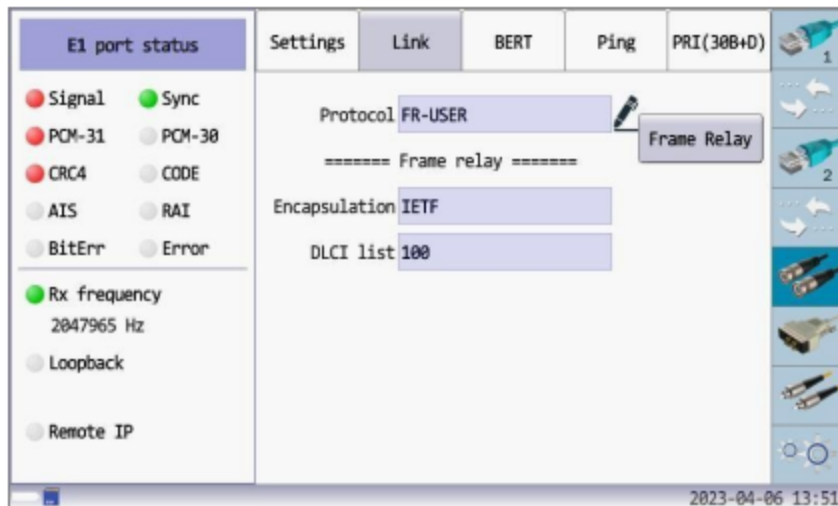 E1 port status
Settings Link BERT Ping PRI(30B+D)
Signal Sync
PCM-31 PCM-30
CRC4 CODE
AIS RAI
BitErr Error
Rx frequency
2047965 Hz
Loopback
Remote IP
Protocol FR-USER
Frame Relay
======= Frame relay =======
Encapsulation IETF
DLCI list 100
1
2
2023-04-06 13:51